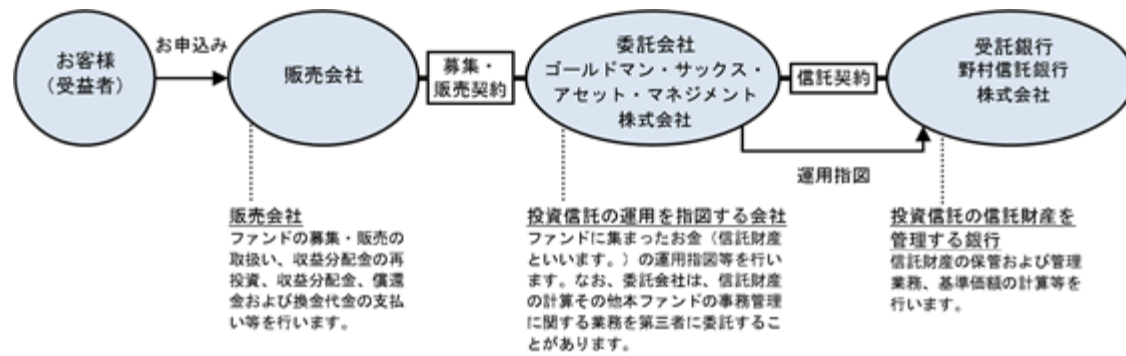 お客様
（受益者）
お申込み
販売会社
募集・
販売契約
委託会社
ゴールドマン・サックス・
アセット・マネジメント
株式会社
信託契約
受託銀行
野村信託銀行
株式会社
運用指図
販売会社
ファンドの募集・販売の
取扱い、収益分配金の再
投資、収益分配金、償還
金および換金代金の支払
い等を行います。
投資信託の運用を指図する会社
ファンドに集まったお金（信託財産
といいます。）の運用指図等を行い
ます。なお、委託会社は、信託財産
の計算その他本ファンドの事務管理
に関する業務を第三者に委託するこ
とがあります。
投資信託の信託財産を
管理する銀行
信託財産の保管および管理
業務、基準価額の計算等を
行います。